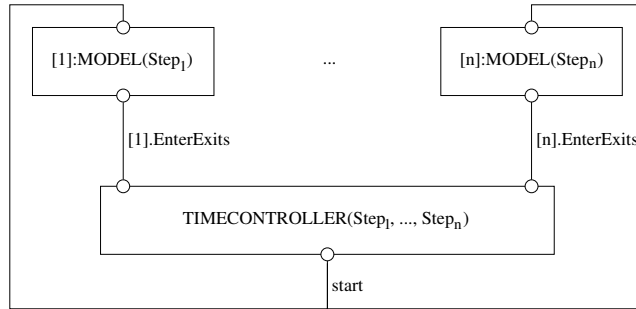 [1]:MODEL(Step1)
...
[n]:MODEL(Stepn)
[1].EnterExits
[n].EnterExits
TIMECONTROLLER(Step1, ..., Stepn)
start